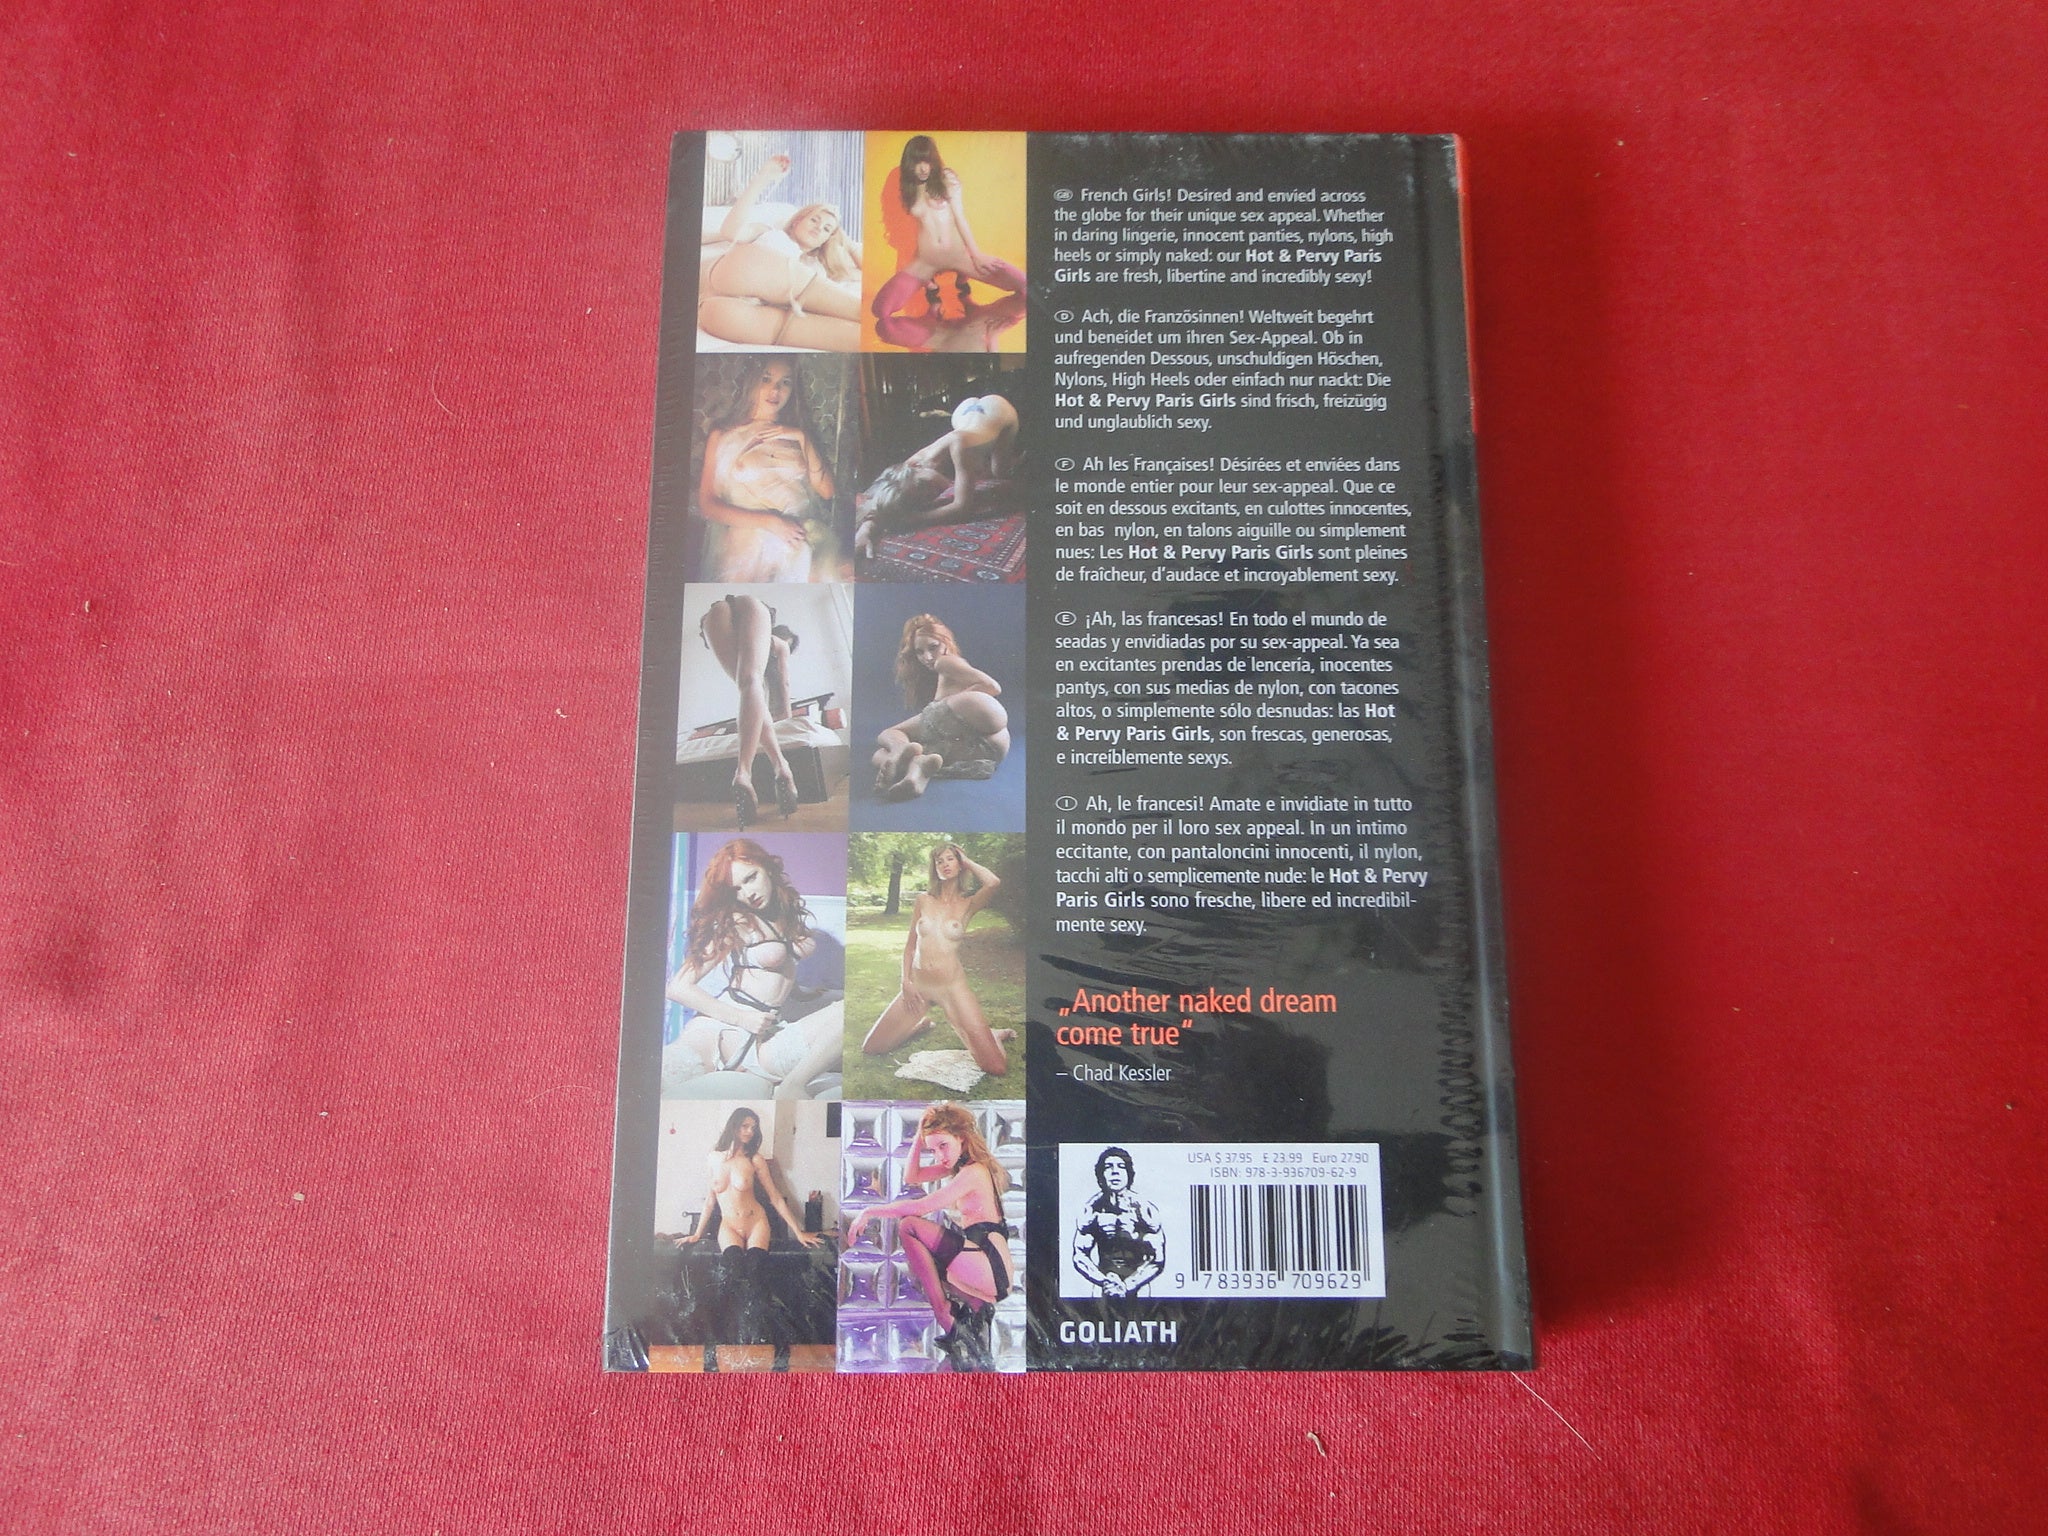 GB French Girls! Desired and envied across
the globe for their unique sex appeal. Whether
in daring lingerie, innocent panties, nylons, high
heels or simply naked: our Hot & Pervy Paris
Girls are fresh, libertine and incredibly sexy!
D Ach, die Französinnen! Weltweit begehrt
und beneidet um ihren Sex-Appeal. Ob in
aufregenden Dessous, unschuldigen Höschen,
Nylons, High Heels oder einfach nur nackt: Die
Hot & Pervy Paris Girls sind frisch, freizügig
und unglaublich sexy.
F Ah les Françaises! Désirées et enviées dans
le monde entier pour leur sex-appeal. Que ce
soit en dessous excitants, en culottes innocentes,
en bas nylon, en talons aiguille ou simplement
nues: Les Hot & Pervy Paris Girls sont pleines
de fraîcheur, d'audace et incroyablement sexy.
E ¡Ah, las francesas! En todo el mundo de
seadas y envidiadas por su sex-appeal. Ya sea
en excitantes prendas de lencería, inocentes
pantys, con sus medias de nylon, con tacones
altos, o simplemente sólo desnudas: las Hot
& Pervy Paris Girls, son frescas, generosas,
e increíblemente sexys.
I Ah, le francesi! Amate e invidiate in tutto
il mondo per il loro sex appeal. In un intimo
eccitante, con pantaloncini innocenti, il nylon,
tacchi alti o semplicemente nude: le Hot & Pervy
Paris Girls sono fresche, libere ed incredibil-
mente sexy.
„Another naked dream
come true“
– Chad Kessler
USA $ 37.95 £ 23.99 Euro 27.90
ISBN: 978-3-936709-62-9
9 783936 709629
GOLIATH